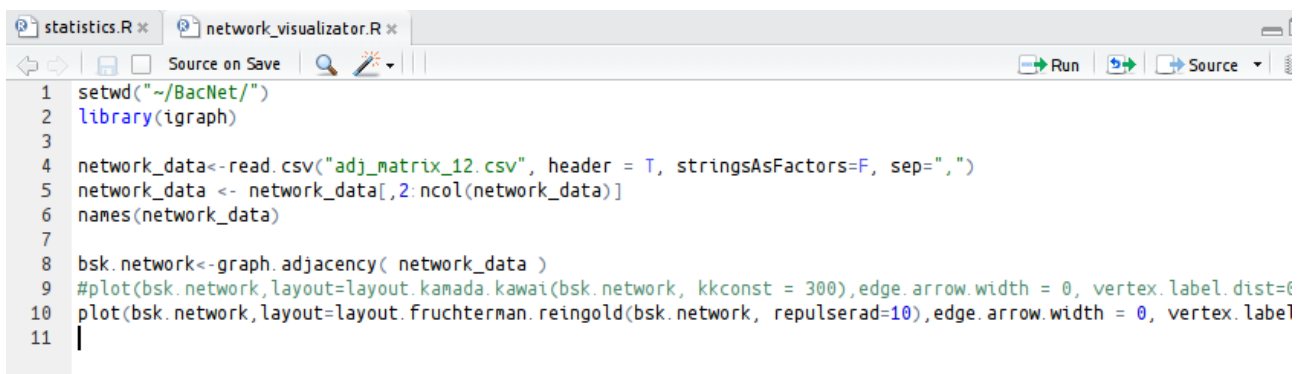 statistics.R × network_visualizator.R ×
Source on Save Run Source
1 setwd("~/BacNet/")
2 library(igraph)
3
4 network_data<-read.csv("adj_matrix_12.csv", header = T, stringsAsFactors=F, sep=",")
5 network_data <- network_data[,2:ncol(network_data)]
6 names(network_data)
7
8 bsk.network<-graph.adjacency( network_data )
9 #plot(bsk.network,layout=layout.kamada.kawai(bsk.network, kkconst = 300),edge.arrow.width = 0, vertex.label.dist=0
10 plot(bsk.network,layout=layout.fruchterman.reingold(bsk.network, repulserad=10),edge.arrow.width = 0, vertex.label
11